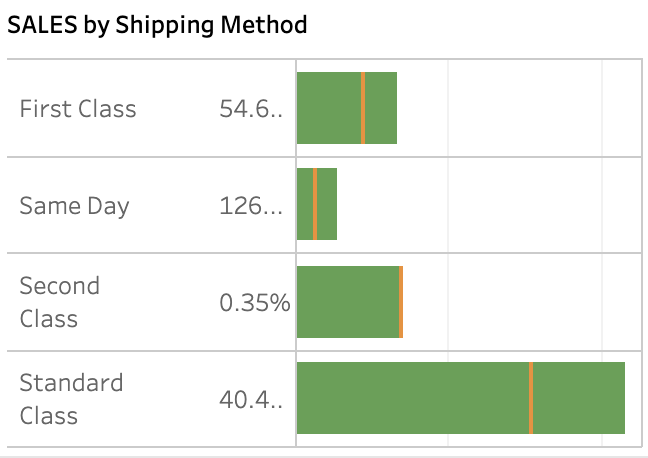 SALES by Shipping Method
First Class 54.6..
Same Day 126...
Second
Class 0.35%
Standard
Class 40.4..